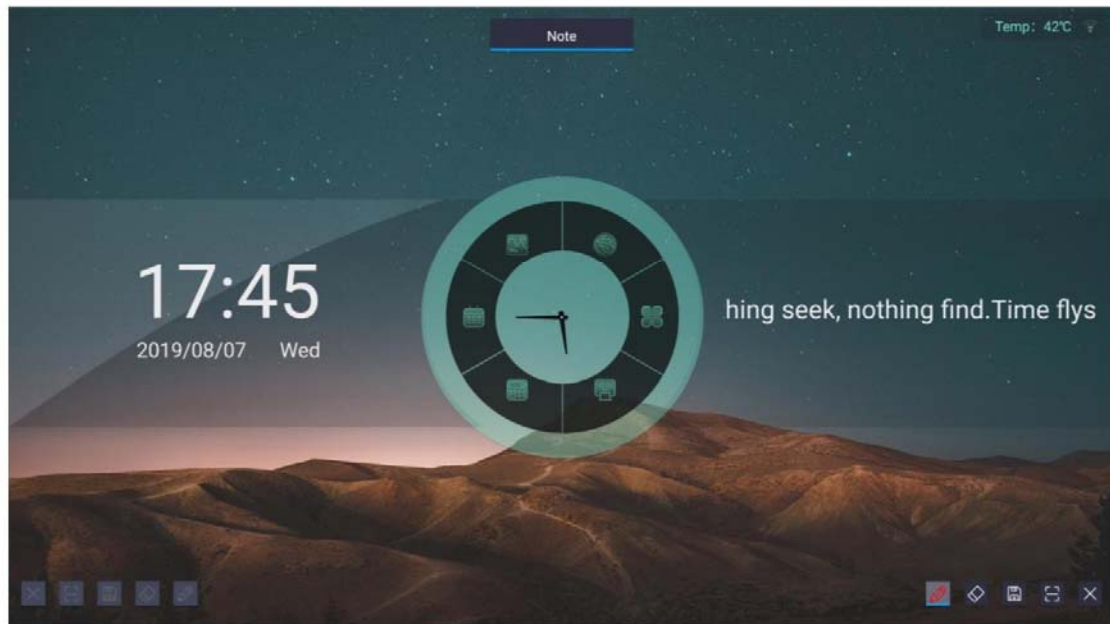 Note
Temp: 42℃
17:45
2019/08/07 Wed
hing seek, nothing find.Time flys